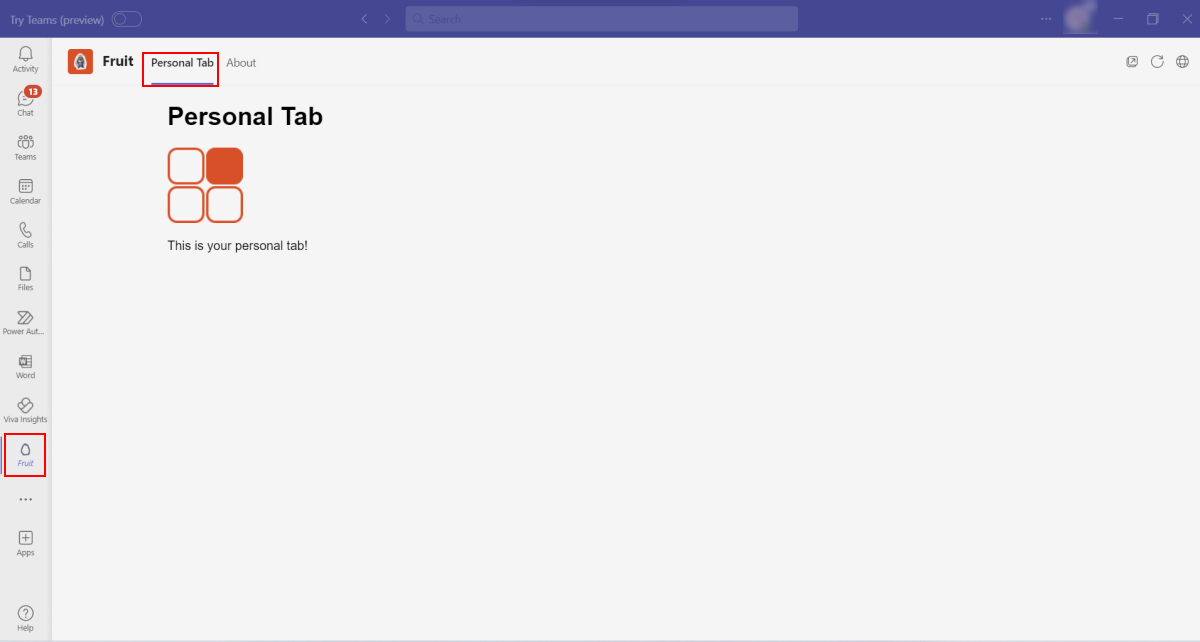 Try Teams (preview)
Search
Activity
13
Chat
Teams
Calendar
Calls
Files
Power Aut...
Word
Viva Insights
Fruit
Apps
Help
Fruit
Personal Tab
About
Personal Tab
This is your personal tab!